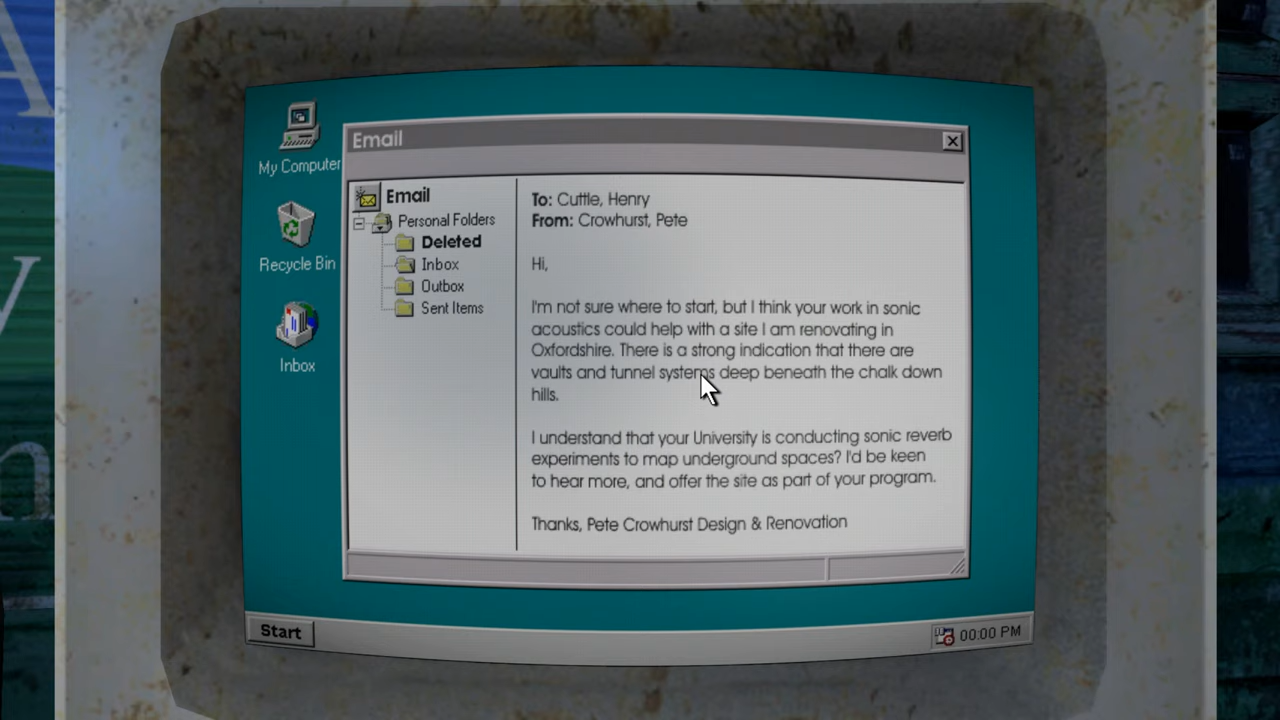 My Computer
Recycle Bin
Inbox
Email
Email
Personal Folders
Deleted
Inbox
Outbox
Sent Items
To: Cuttle, Henry
From: Crowhurst, Pete
Hi,
I'm not sure where to start, but I think your work in sonic
acoustics could help with a site I am renovating in
Oxfordshire. There is a strong indication that there are
vaults and tunnel systems deep beneath the chalk down
hills.
I understand that your University is conducting sonic reverb
experiments to map underground spaces? I'd be keen
to hear more, and offer the site as part of your program.
Thanks, Pete Crowhurst Design & Renovation
Start
00:00 PM